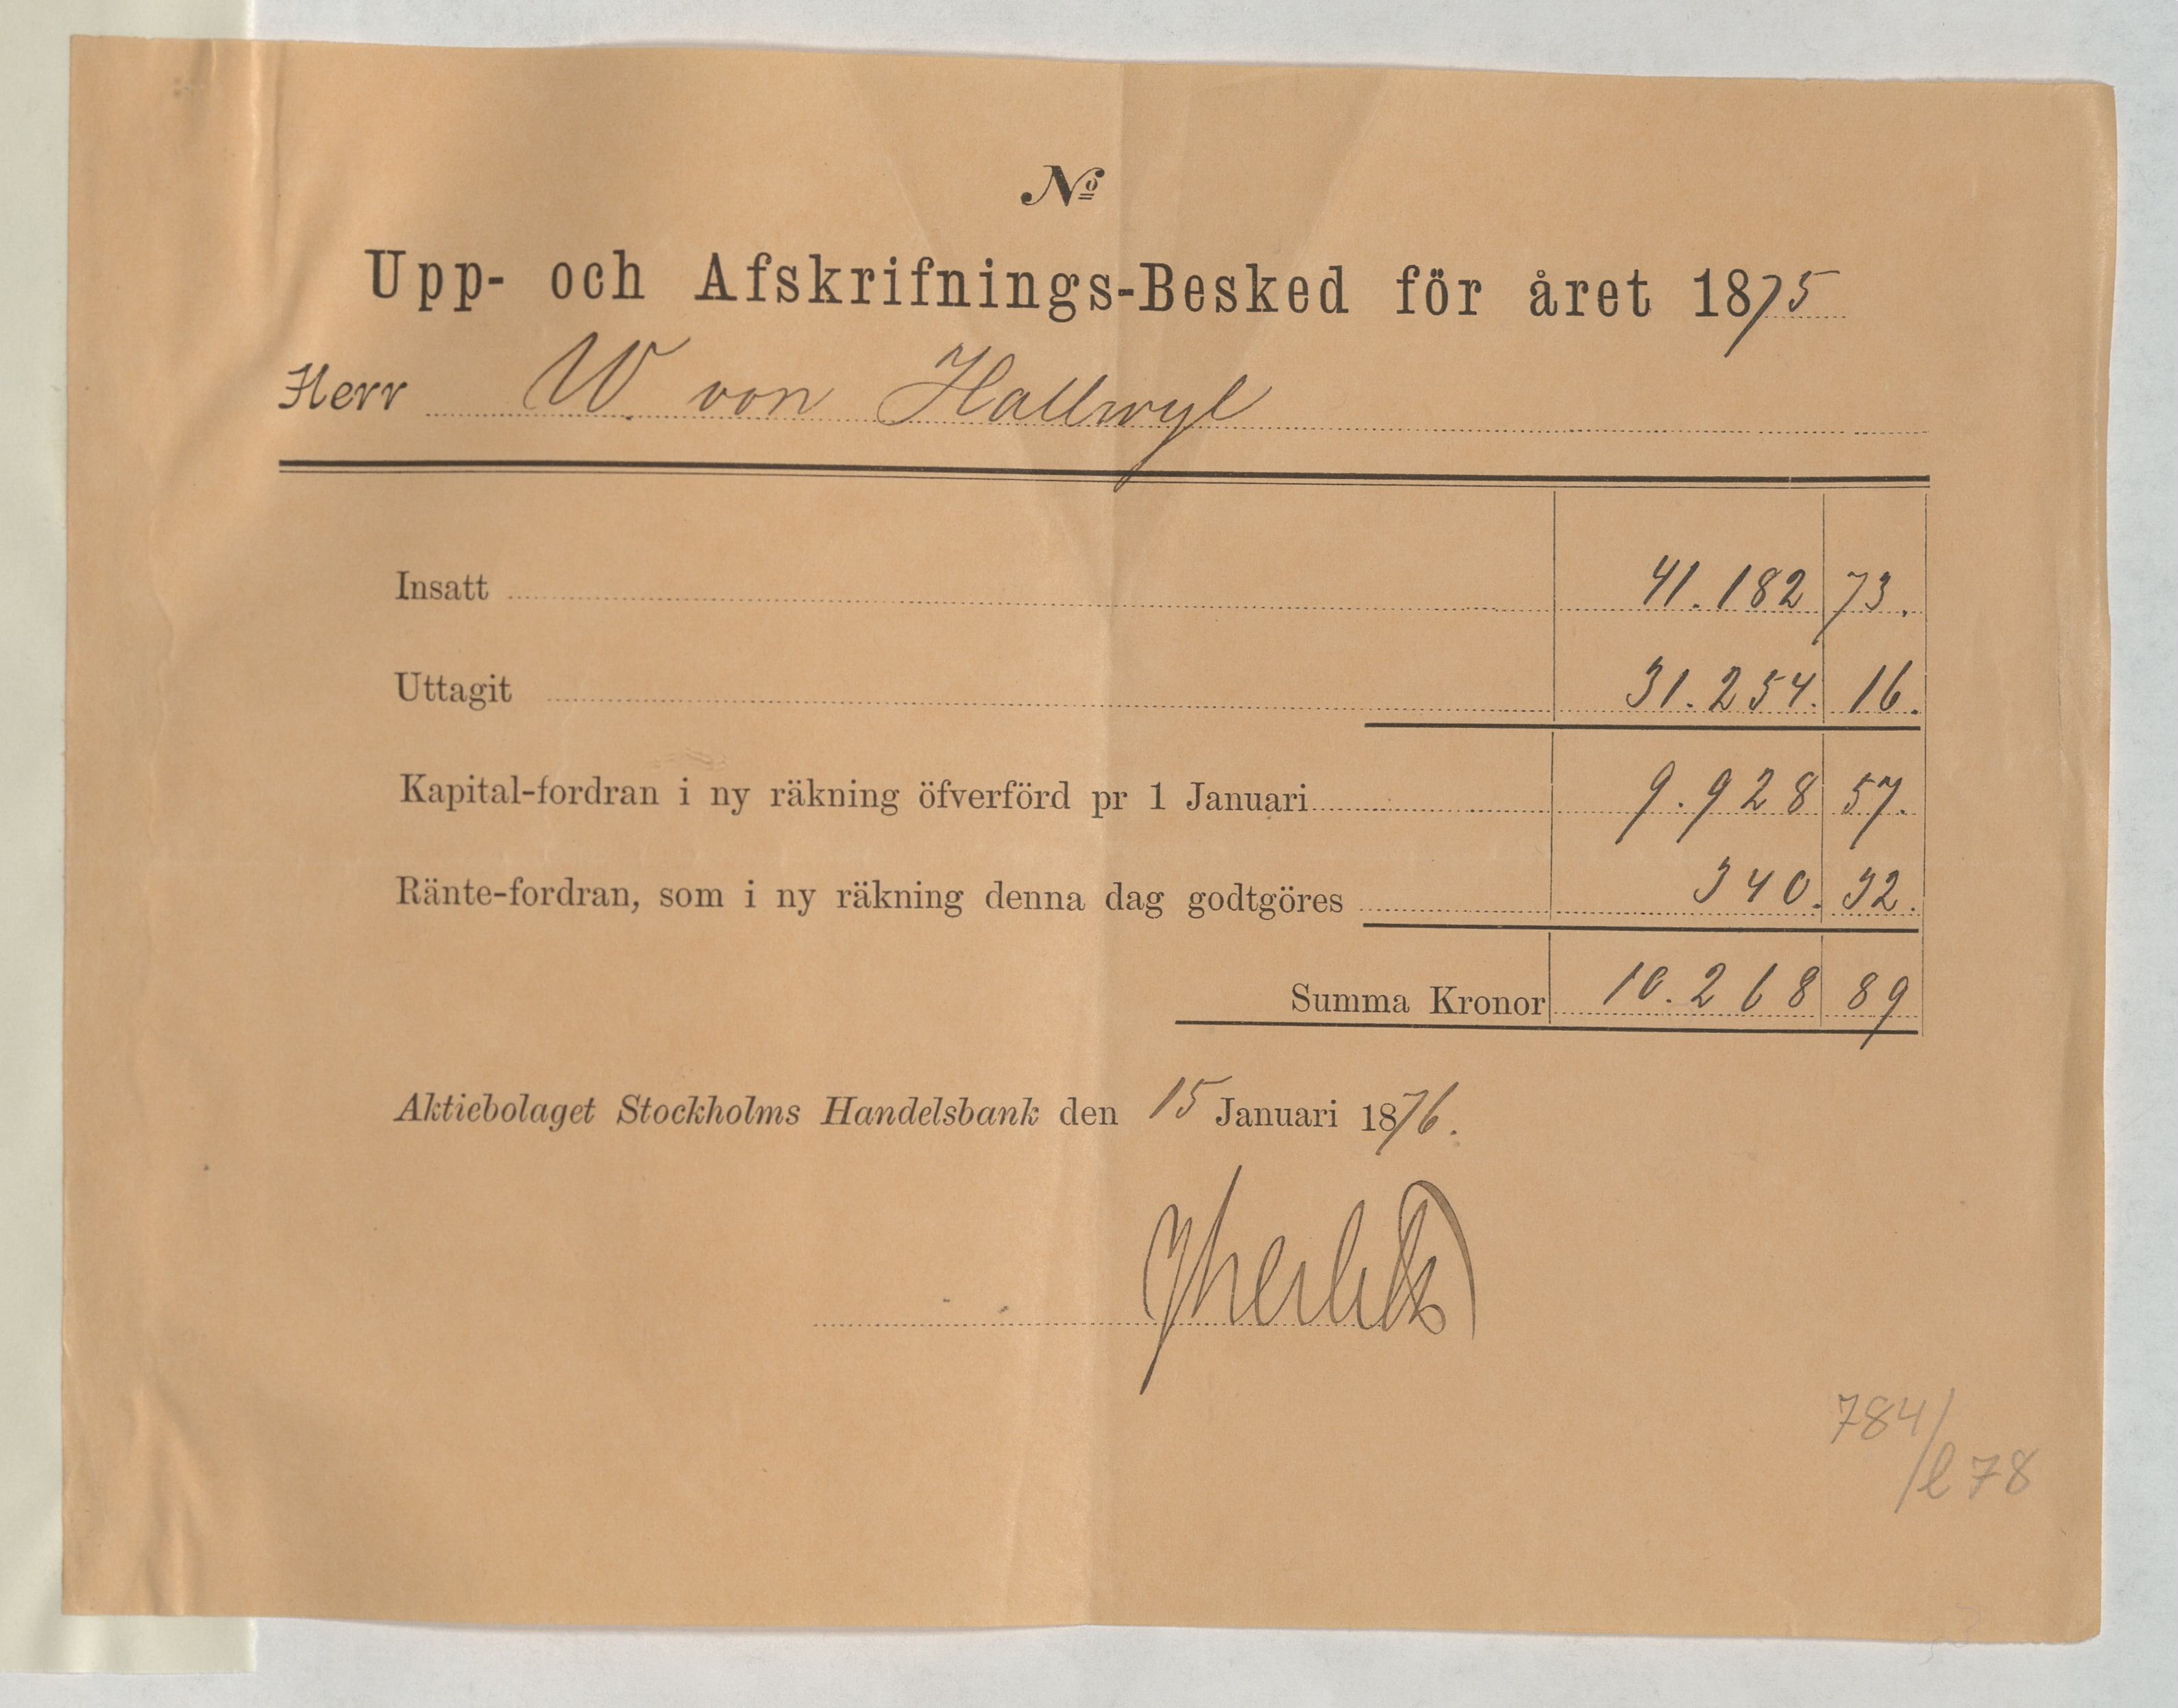 No
Upp- och Afskrifnings-Besked för året 1875
Herr W. von Hallwyl
Insatt 41.182 73.
Uttagit 31.254. 16.
Kapital-fordran i ny räkning öfverförd pr 1 Januari 9.928 57.
Ränte-fordran, som i ny räkning denna dag godtgöres 340. 32.
Summa Kronor 10.268 89
Aktiebolaget Stockholms Handelsbank den 15 Januari 1876.
784/
/l 78